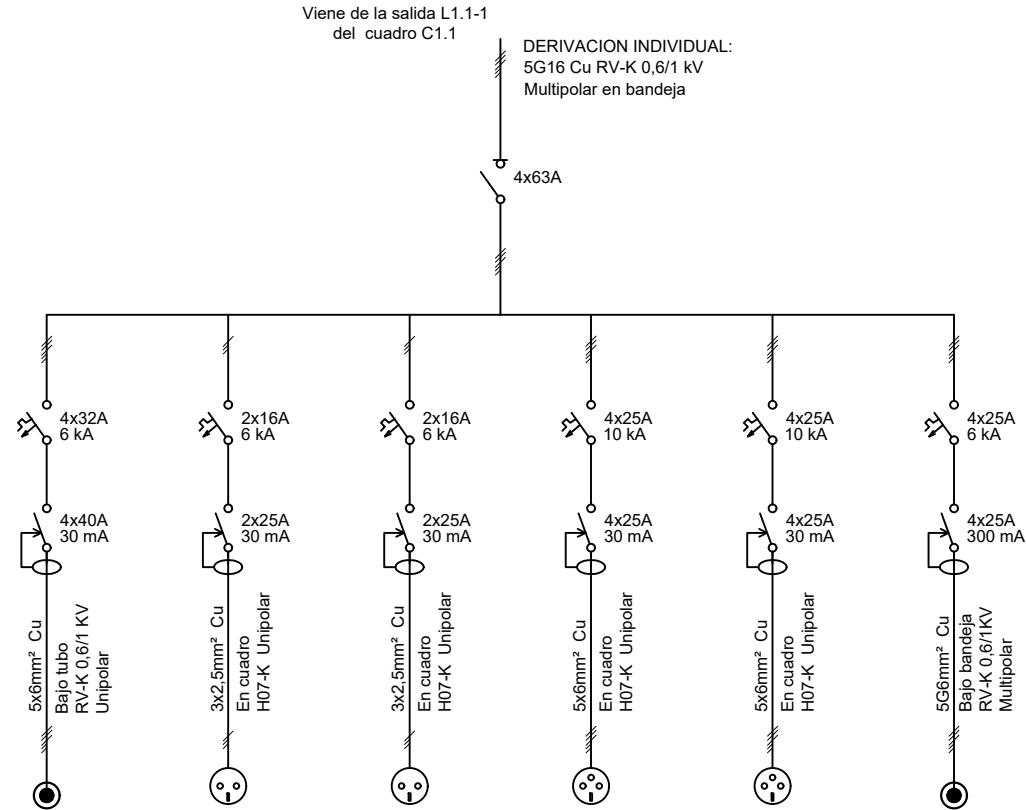 Viene de la salida L1.1-1
del cuadro C1.1
DERIVACION INDIVIDUAL:
5G16 Cu RV-K 0,6/1 kV
Multipolar en bandeja
4x63A
4x32A
6 kA
2x16A
6 kA
2x16A
6 kA
4x25A
10 kA
4x25A
10 kA
4x25A
6 kA
4x40A
30 mA
2x25A
30 mA
2x25A
30 mA
4x25A
30 mA
4x25A
30 mA
4x25A
300 mA
5x6mm² Cu
Bajo tubo
RV-K 0,6/1 KV
Unipolar
3x2,5mm² Cu
En cuadro
H07-K Unipolar
3x2,5mm² Cu
En cuadro
H07-K Unipolar
5x6mm² Cu
En cuadro
H07-K Unipolar
5x6mm² Cu
En cuadro
H07-K Unipolar
5G6mm² Cu
Bajo bandeja
RV-K 0,6/1KV
Multipolar